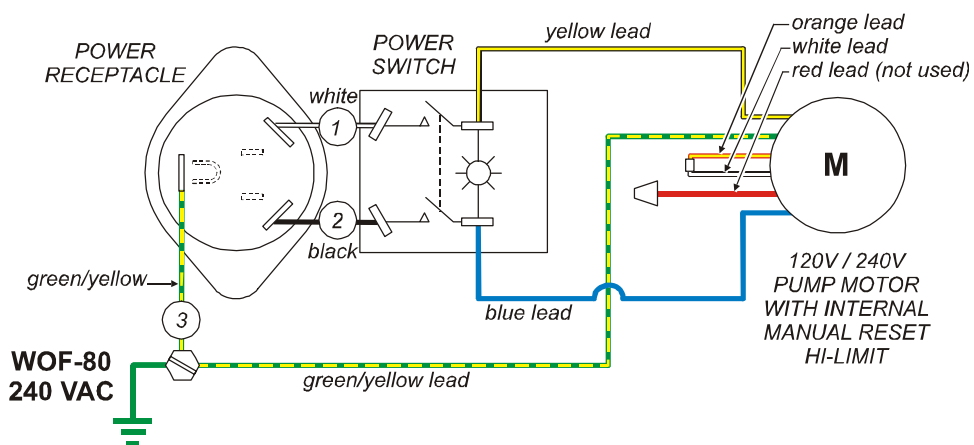 POWER
RECEPTACLE
POWER
SWITCH
yellow lead
orange lead
white lead
red lead (not used)
white
1
M
2
black
green/yellow
3
blue lead
120V / 240V
PUMP MOTOR
WITH INTERNAL
MANUAL RESET
HI-LIMIT
WOF-80
240 VAC
green/yellow lead